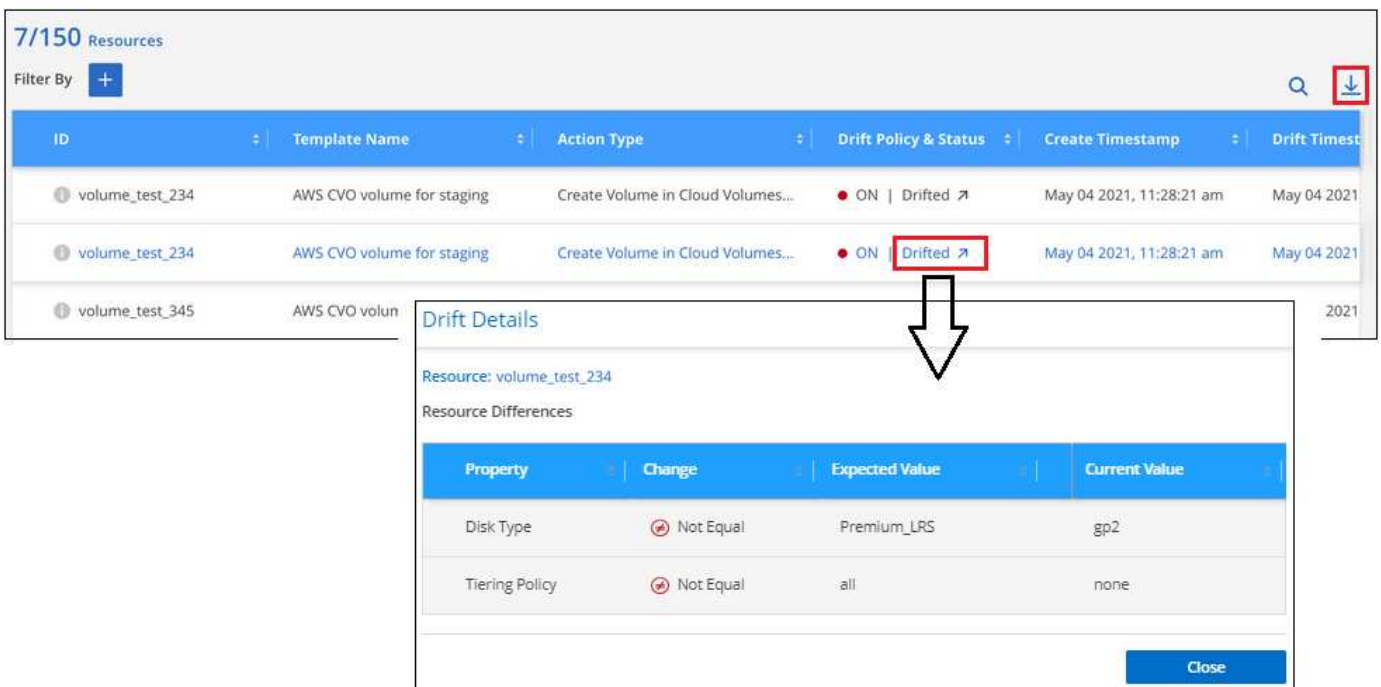 7/150 Resources
Filter By +
ID Template Name Action Type Drift Policy & Status Create Timestamp Drift Timest
volume_test_234 AWS CVO volume for staging Create Volume in Cloud Volumes... ON | Drifted May 04 2021, 11:28:21 am May 04 2021
volume_test_234 AWS CVO volume for staging Create Volume in Cloud Volumes... ON | Drifted May 04 2021, 11:28:21 am May 04 2021
volume_test_345 AWS CVO volum 2021
Drift Details
Resource: volume_test_234
Resource Differences
Property Change Expected Value Current Value
Disk Type Not Equal Premium_LRS gp2
Tiering Policy Not Equal all none
Close